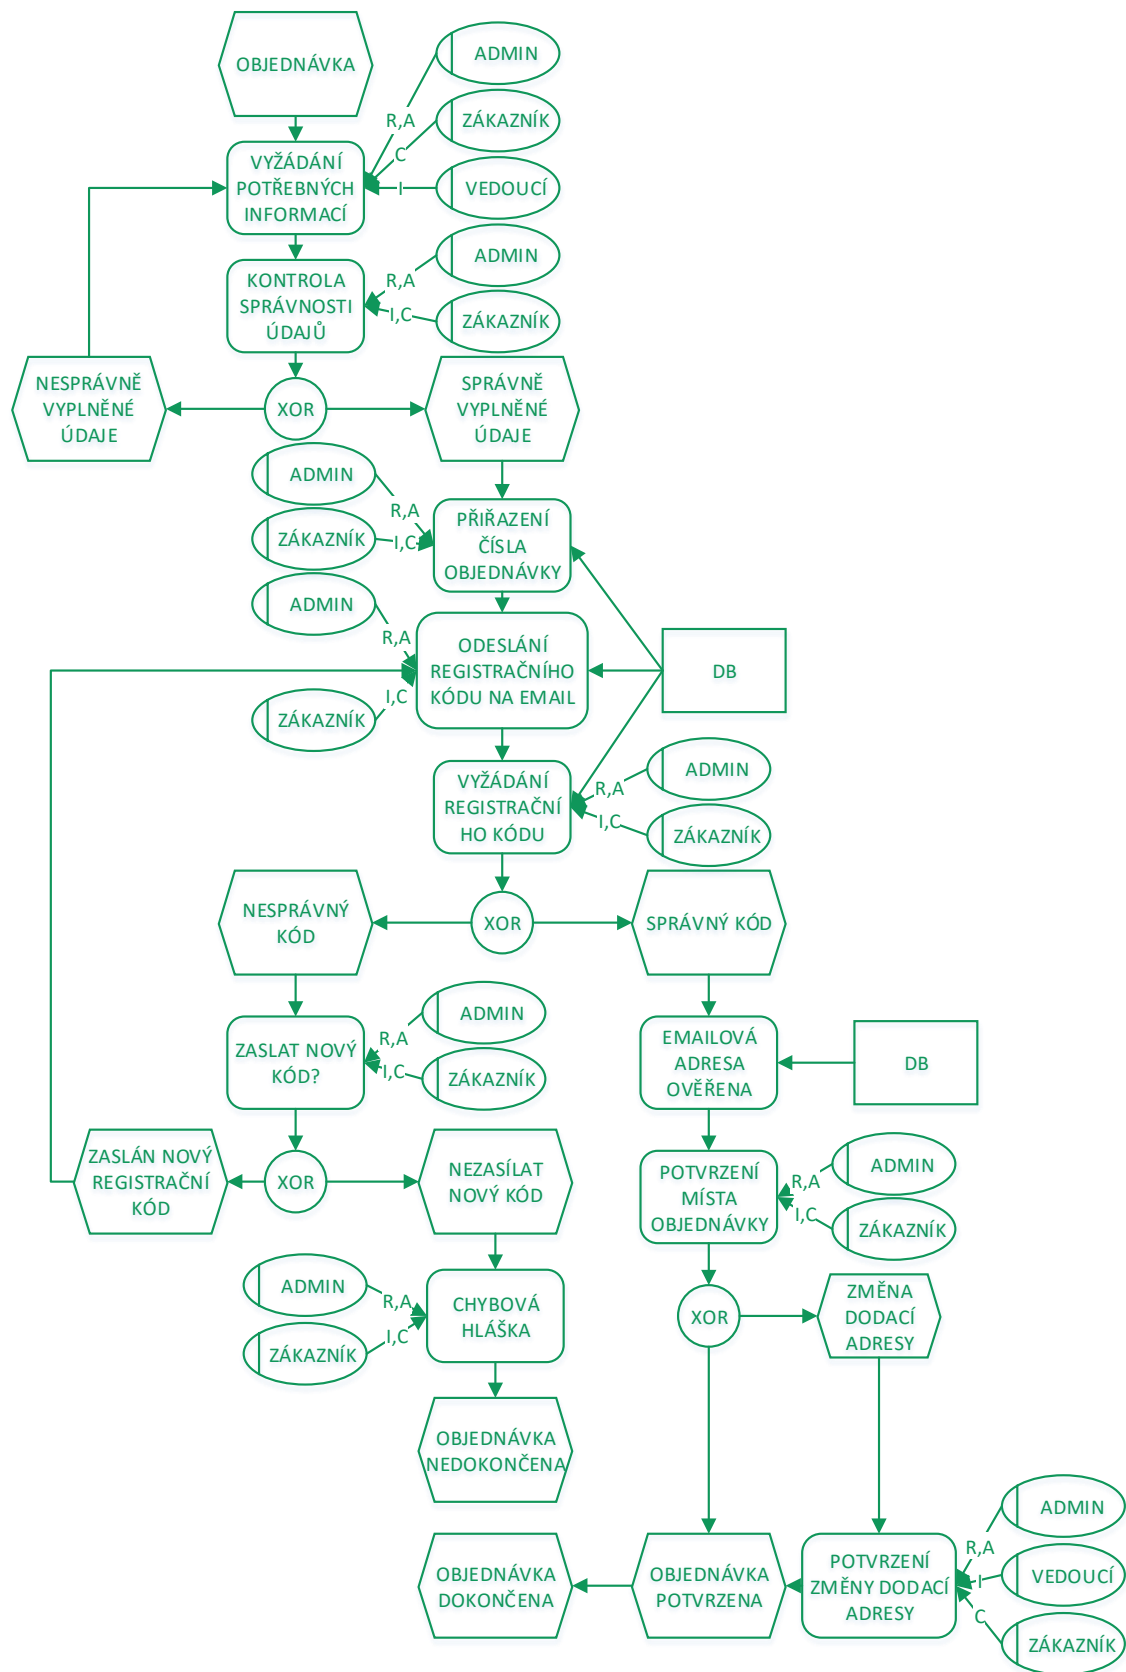 OBJEDNÁVKA
ADMIN
R,A
ZÁKAZNÍK
C
VYŽÁDÁNÍ
POTŘEBNÝCH
INFORMACÍ
I
VEDOUCÍ
ADMIN
R,A
KONTROLA
SPRÁVNOSTI
ÚDAJŮ
I,C
ZÁKAZNÍK
NESPRÁVNĚ
VYPLNĚNÉ
ÚDAJE
XOR
SPRÁVNĚ
VYPLNĚNÉ
ÚDAJE
ADMIN
R,A
ZÁKAZNÍK
I,C
PŘIŘAZENÍ
ČÍSLA
OBJEDNÁVKY
ADMIN
R,A
ODESLÁNÍ
REGISTRAČNÍHO
KÓDU NA EMAIL
DB
I,C
ZÁKAZNÍK
VYŽÁDÁNÍ
REGISTRAČNÍ
HO KÓDU
ADMIN
R,A
I,C
ZÁKAZNÍK
NESPRÁVNÝ
KÓD
XOR
SPRÁVNÝ KÓD
ADMIN
R,A
ZASLAT NOVÝ
KÓD?
I,C
ZÁKAZNÍK
EMAILOVÁ
ADRESA
OVĚŘENA
DB
ZASLÁN NOVÝ
REGISTRAČNÍ
KÓD
XOR
NEZASÍLAT
NOVÝ KÓD
POTVRZENÍ
MÍSTA
OBJEDNÁVKY
ADMIN
R,A
I,C
ZÁKAZNÍK
ADMIN
R,A
I,C
ZÁKAZNÍK
CHYBOVÁ
HLÁŠKA
XOR
ZMĚNA
DODACÍ
ADRESY
OBJEDNÁVKA
NEDOKONČENA
OBJEDNÁVKA
DOKONČENA
OBJEDNÁVKA
POTVRZENA
POTVRZENÍ
ZMĚNY DODACÍ
ADRESY
ADMIN
R,A
I
VEDOUCÍ
C
ZÁKAZNÍK